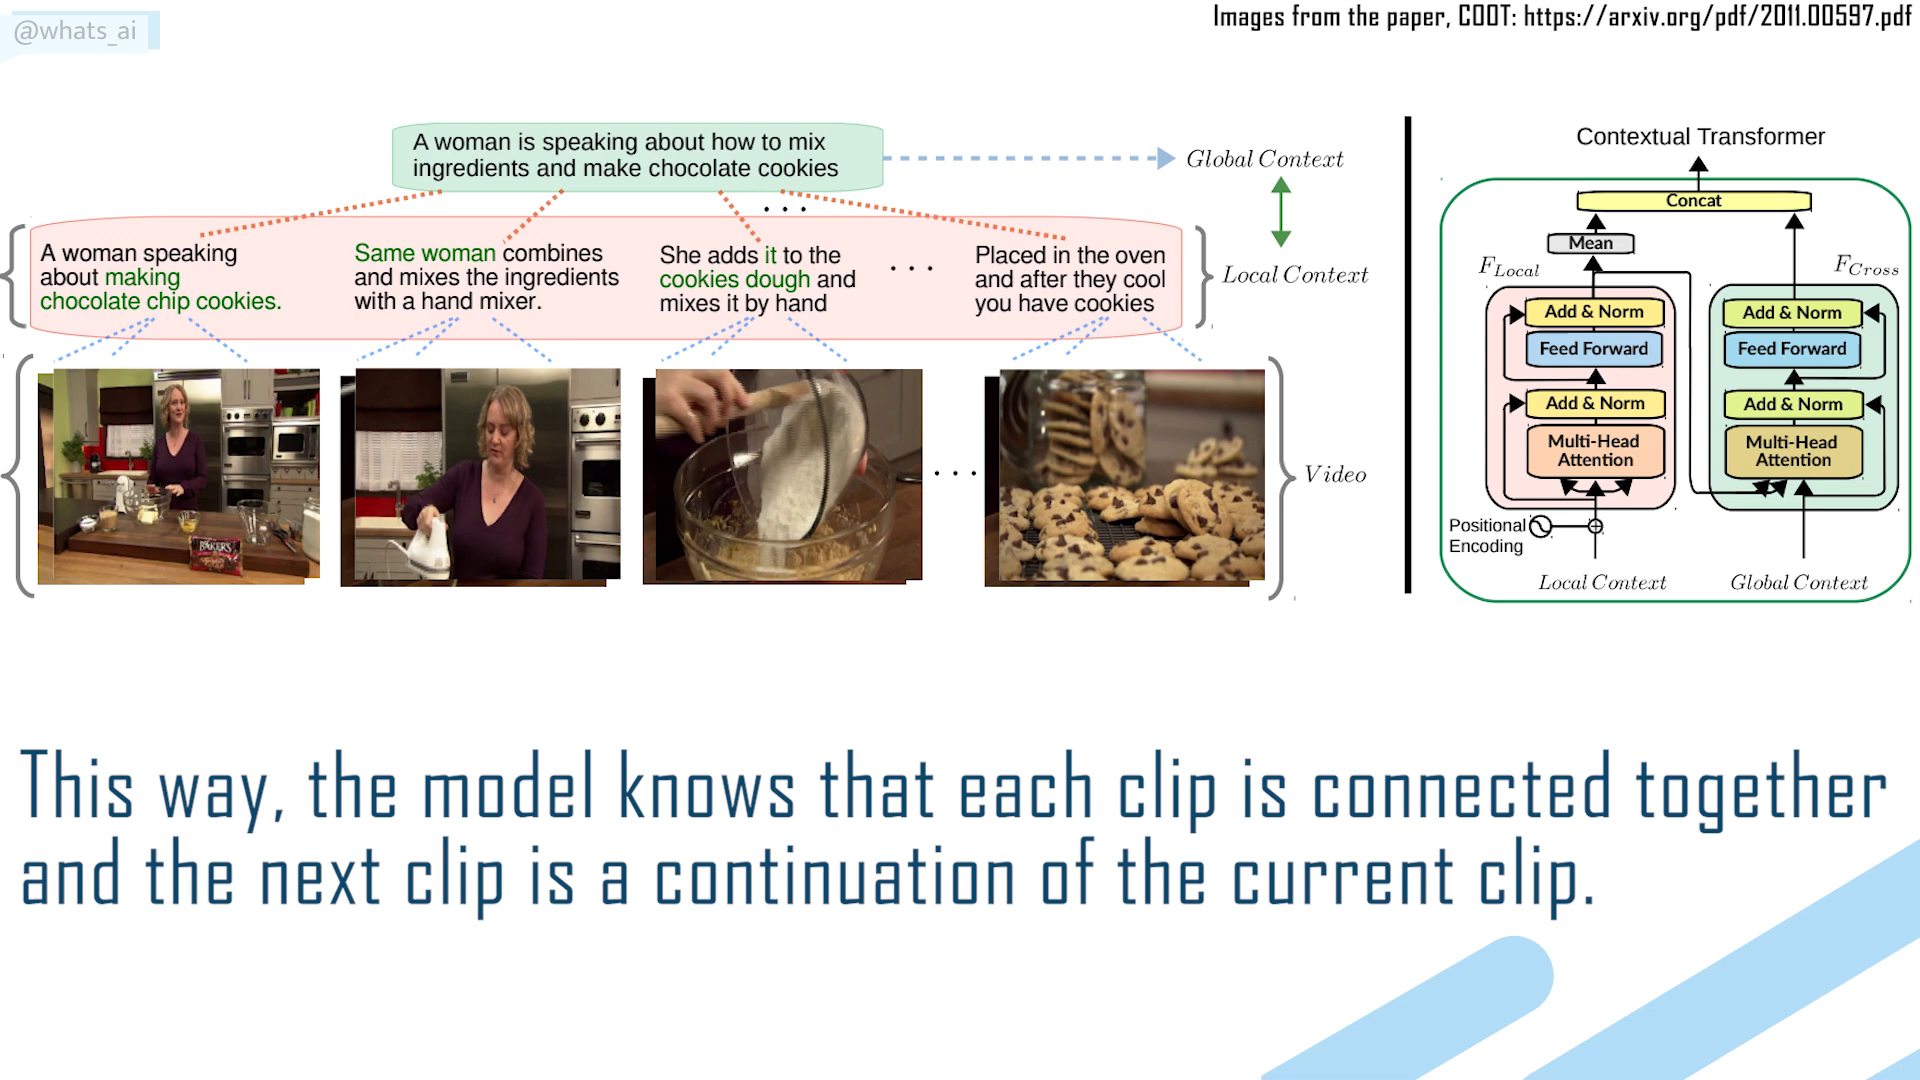 @whats_ai
Images from the paper, COOT: https://arxiv.org/pdf/2011.00597.pdf
A woman is speaking about how to mix
ingredients and make chocolate cookies
Global Context
...
A woman speaking
about making
chocolate chip cookies.
Same woman combines
and mixes the ingredients
with a hand mixer.
She adds it to the
cookies dough and
mixes it by hand
...
Placed in the oven
and after they cool
you have cookies
Local Context
BAKER'S
...
Video
Contextual Transformer
Concat
Mean
F_Local
F_Cross
Add & Norm
Feed Forward
Add & Norm
Multi-Head
Attention
Add & Norm
Feed Forward
Add & Norm
Multi-Head
Attention
Positional
Encoding
Local Context
Global Context
This way, the model knows that each clip is connected together
and the next clip is a continuation of the current clip.